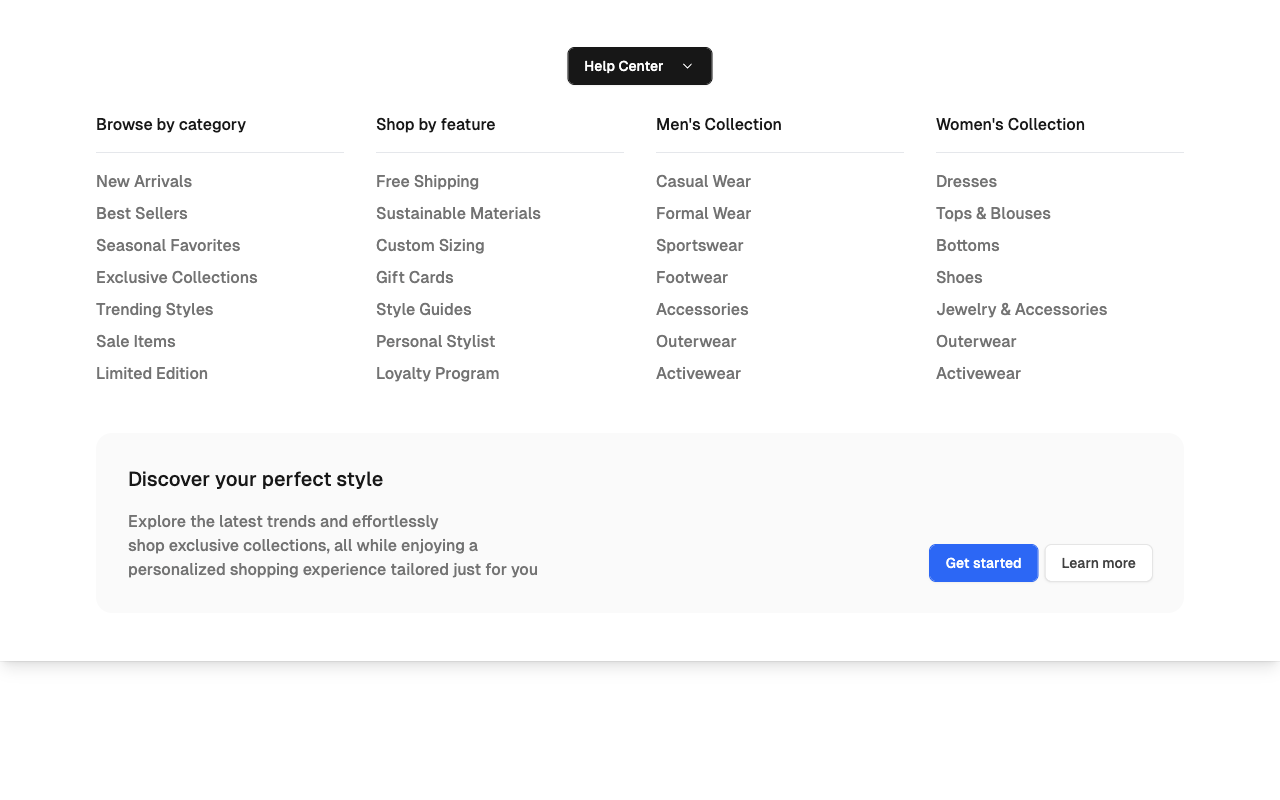 Help Center
Browse by category
New Arrivals
Best Sellers
Seasonal Favorites
Exclusive Collections
Trending Styles
Sale Items
Limited Edition
Shop by feature
Free Shipping
Sustainable Materials
Custom Sizing
Gift Cards
Style Guides
Personal Stylist
Loyalty Program
Men's Collection
Casual Wear
Formal Wear
Sportswear
Footwear
Accessories
Outerwear
Activewear
Women's Collection
Dresses
Tops & Blouses
Bottoms
Shoes
Jewelry & Accessories
Outerwear
Activewear
Discover your perfect style
Explore the latest trends and effortlessly
shop exclusive collections, all while enjoying a
personalized shopping experience tailored just for you
Get started
Learn more